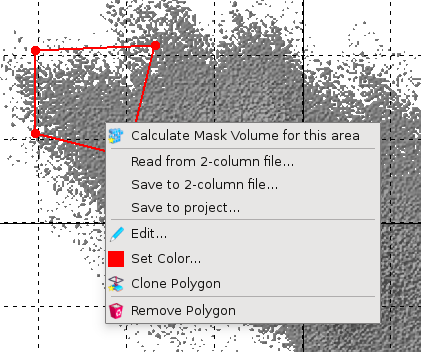 Calculate Mask Volume for this area
Read from 2-column file...
Save to 2-column file...
Save to project...
Edit...
Set Color...
Clone Polygon
Remove Polygon